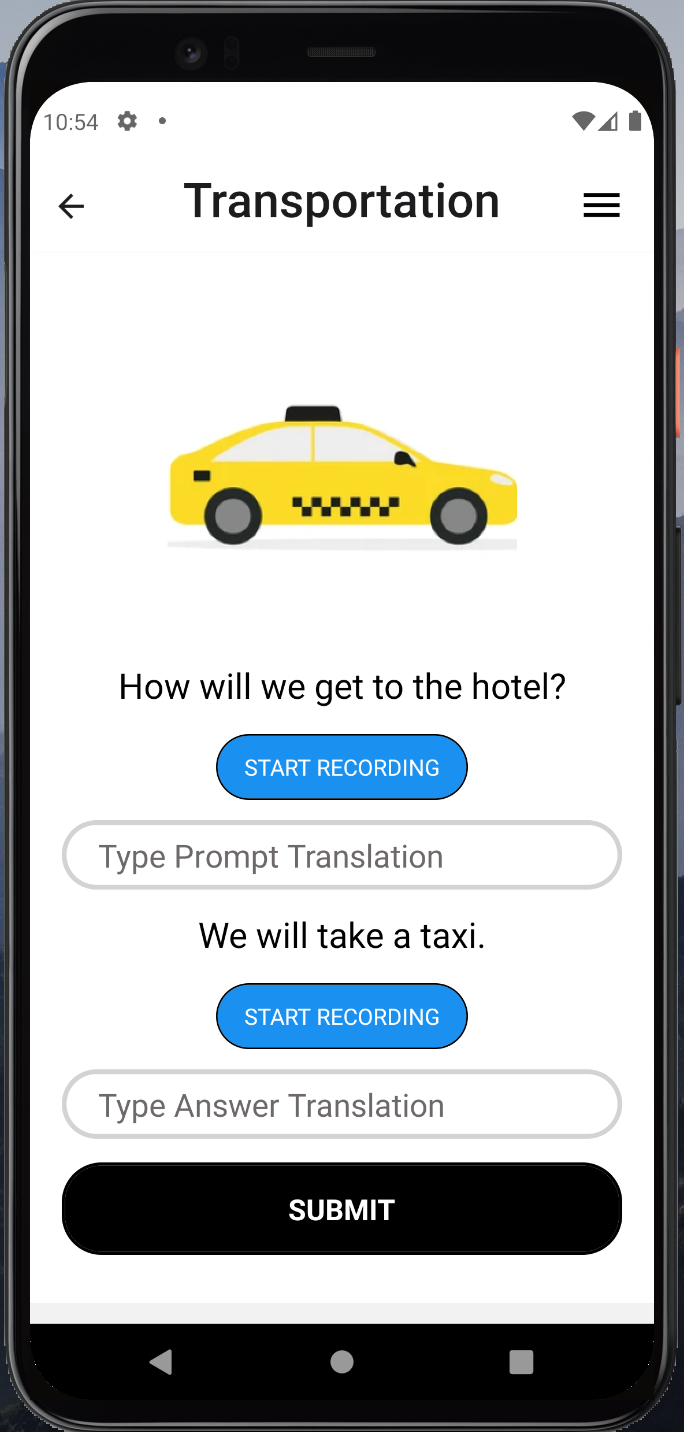 10:54
Transportation
How will we get to the hotel?
START RECORDING
Type Prompt Translation
We will take a taxi.
START RECORDING
Type Answer Translation
SUBMIT